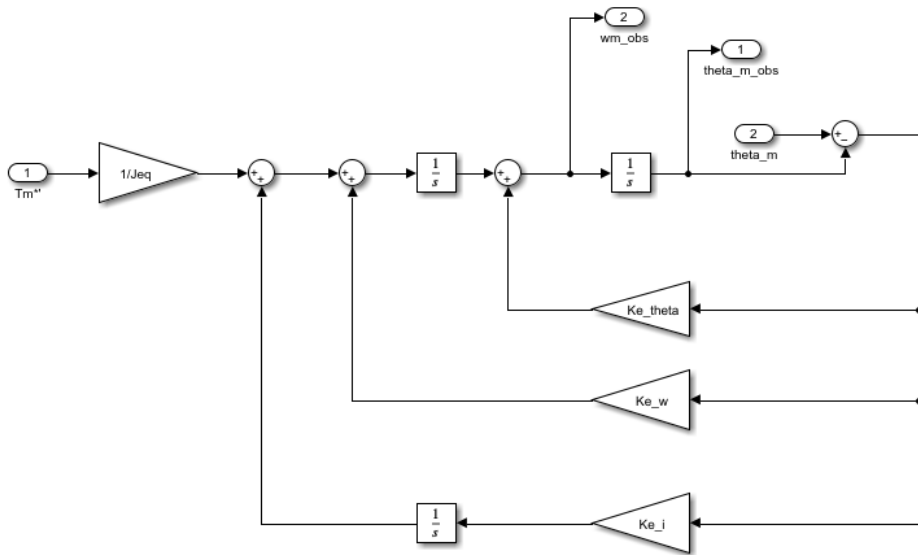 2
wm_obs
1
theta_m_obs
2
theta_m
+
−
1
Tm*'
1/Jeq
+
+
+
+
1
s
+
+
1
s
Ke_theta
Ke_w
1
s
Ke_i